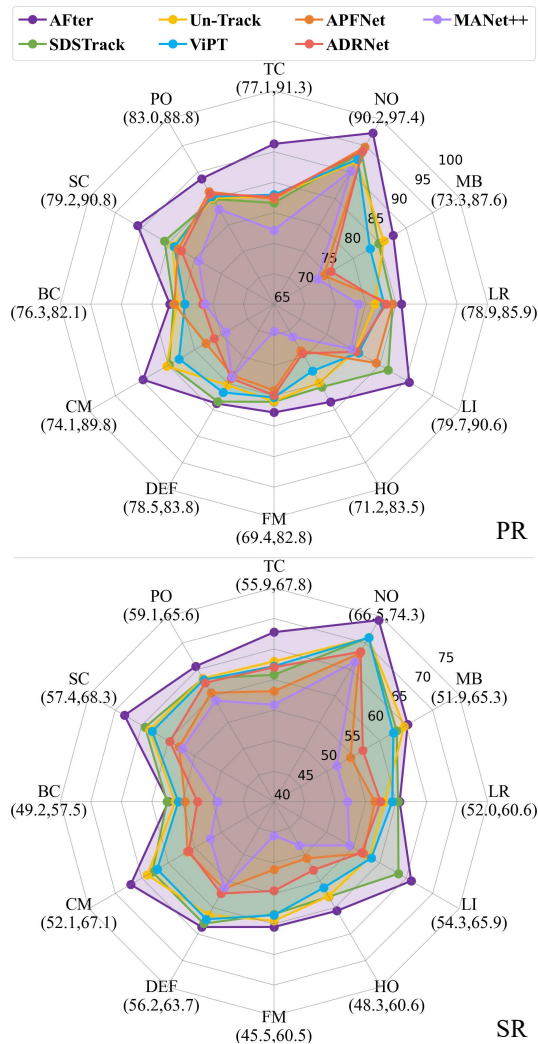 AFter Un-Track APFNet MANet++
SDSTrack ViPT ADRNet
TC
(77.1,91.3)
PO
(83.0,88.8)
NO
(90.2,97.4)
100
95
SC
(79.2,90.8)
90
MB
(73.3,87.6)
85
80
75
70
BC
(76.3,82.1)
65
LR
(78.9,85.9)
CM
(74.1,89.8)
LI
(79.7,90.6)
DEF
(78.5,83.8)
HO
(71.2,83.5)
FM
(69.4,82.8)
PR
TC
(55.9,67.8)
PO
(59.1,65.6)
NO
(66.5,74.3)
75
70
SC
(57.4,68.3)
65
MB
(51.9,65.3)
60
55
50
45
BC
(49.2,57.5)
40
LR
(52.0,60.6)
CM
(52.1,67.1)
LI
(54.3,65.9)
DEF
(56.2,63.7)
HO
(48.3,60.6)
FM
(45.5,60.5)
SR